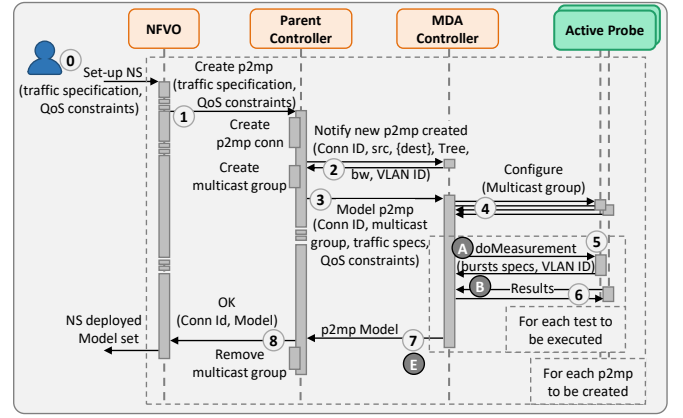 NFVO
Parent
Controller
MDA
Controller
Active Probe
0
Set-up NS
(traffic specification,
QoS constraints)
Create p2mp
(traffic specification,
QoS constraints)
1
Create
p2mp conn
Notify new p2mp created
(Conn ID, src, {dest}, Tree,
bw, VLAN ID)
2
Create
multicast group
Configure
(Multicast group)
3
4
Model p2mp
(Conn ID, multicast
group, traffic specs,
QoS constraints)
A
doMeasurement
5
(bursts specs, VLAN ID)
B
Results
6
OK
(Conn Id, Model)
For each test to
be executed
NS deployed
Model set
8
p2mp Model
7
Remove
multicast group
E
For each p2mp
to be created